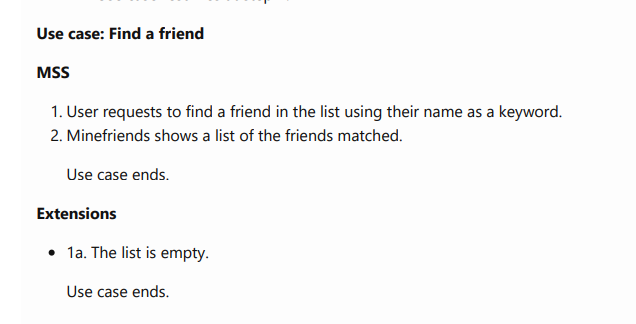 Use case: Find a friend
MSS
1. User requests to find a friend in the list using their name as a keyword.
2. Minefriends shows a list of the friends matched.
Use case ends.
Extensions
• 1a. The list is empty.
Use case ends.